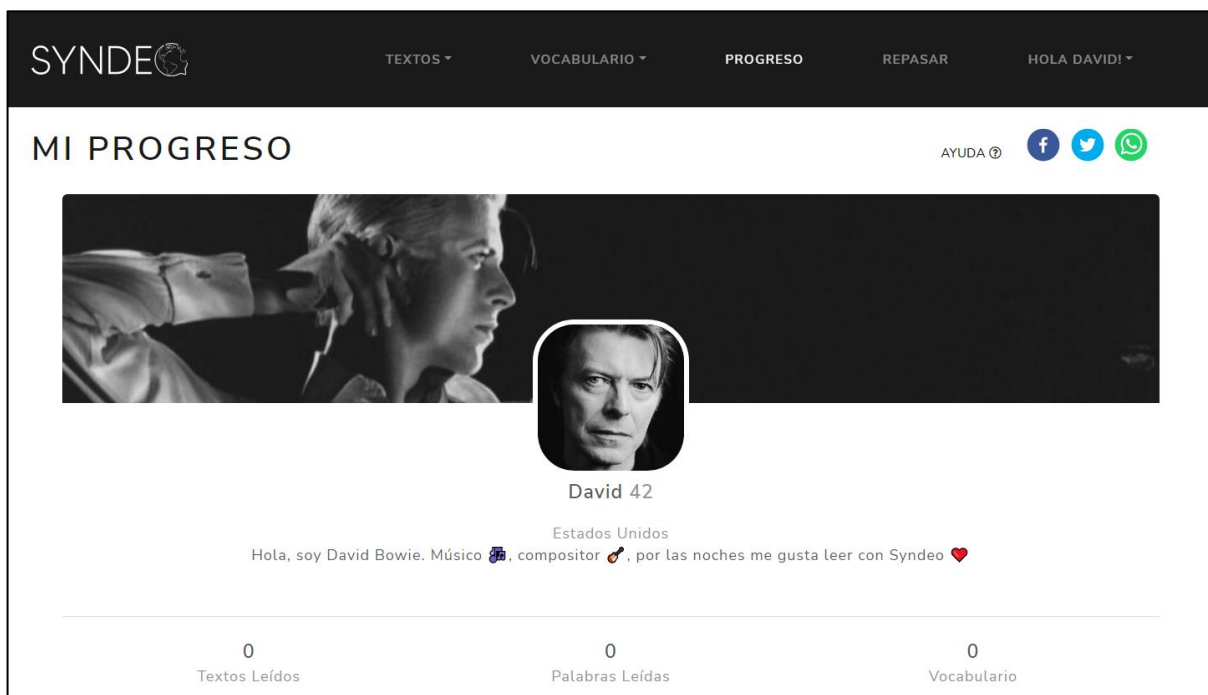 SYNDEO
TEXTOS VOCABULARIO PROGRESO REPASAR HOLA DAVID!
MI PROGRESO
AYUDA
David 42
Estados Unidos
Hola, soy David Bowie. Músico 🎶, compositor 🎸, por las noches me gusta leer con Syndeo ❤️
0 0 0
Textos Leídos Palabras Leídas Vocabulario